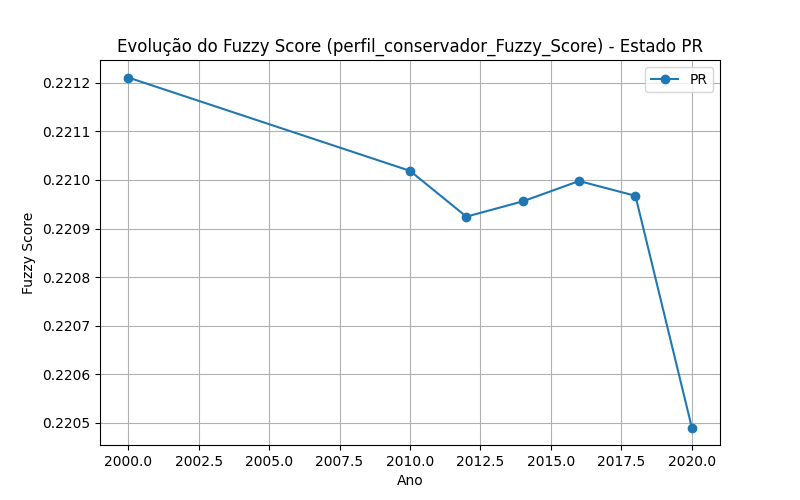 Evolução do Fuzzy Score (perfil_conservador_Fuzzy_Score) - Estado PR
PR
0.2212
0.2211
0.2210
0.2209
0.2208
0.2207
0.2206
0.2205
Fuzzy Score
2000.0 2002.5 2005.0 2007.5 2010.0 2012.5 2015.0 2017.5 2020.0
Ano